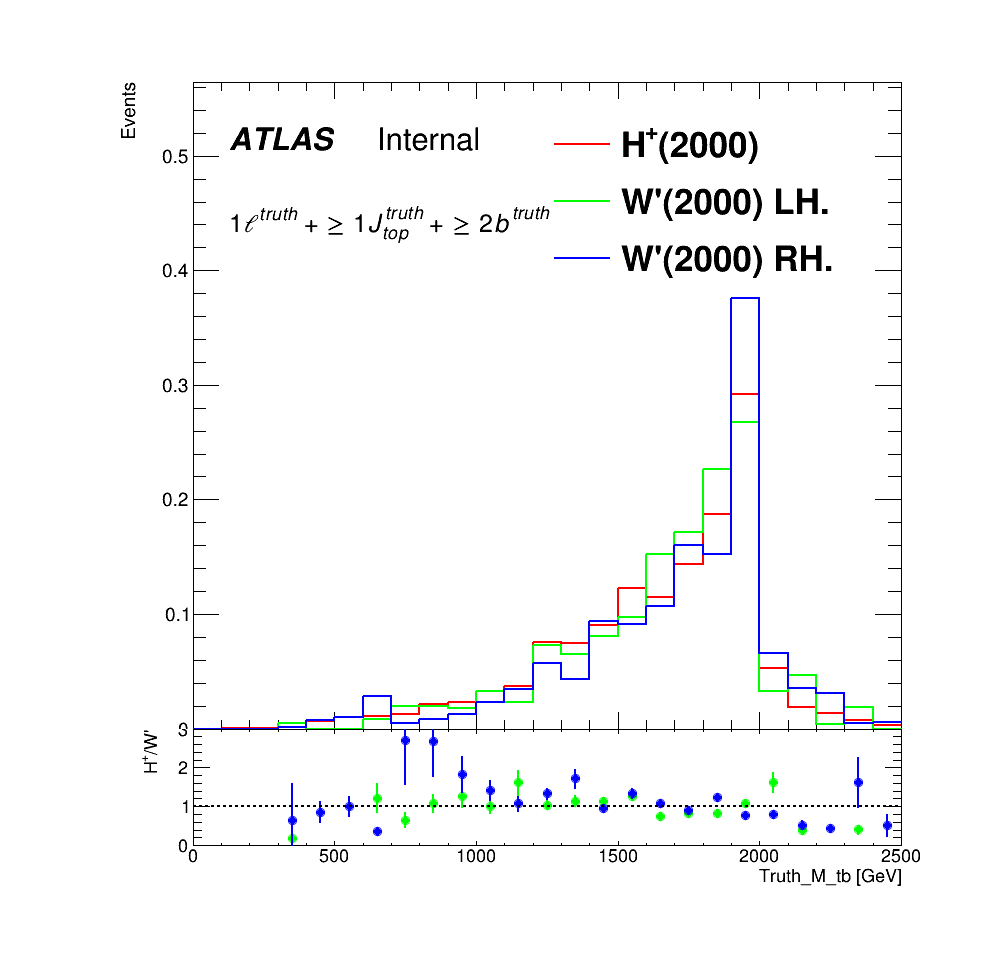 Events
ATLAS Internal
1ℓ^truth + ≥ 1J_top^truth + ≥ 2b^truth
H⁺(2000)
W'(2000) LH.
W'(2000) RH.
0.5
0.4
0.3
0.2
0.1
H⁺/W'
3
2
1
0
0 500 1000 1500 2000 2500
Truth_M_tb [GeV]